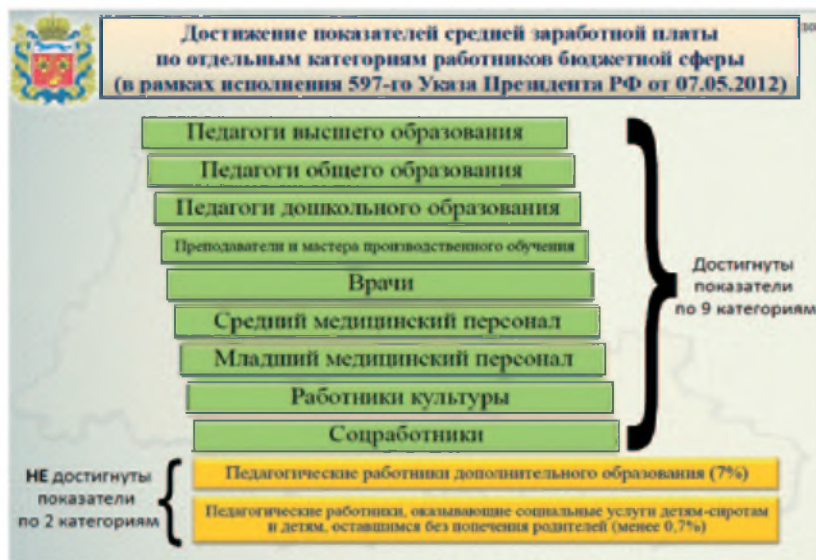 Достижение показателей средней заработной платы
по отдельным категориям работников бюджетной сферы
(в рамках исполнения 597-го Указа Президента РФ от 07.05.2012)
Педагоги высшего образования
Педагоги общего образования
Педагоги дошкольного образования
Преподаватели и мастера производственного обучения
Врачи
Средний медицинский персонал
Младший медицинский персонал
Работники культуры
Соцработники
Достигнуты
показатели
по 9 категориям
НЕ достигнуты
показатели
по 2 категориям
Педагогические работники дополнительного образования (7%)
Педагогические работники, оказывающие социальные услуги детям-сиротам
и детям, оставшимся без попечения родителей (менее 0,7%)